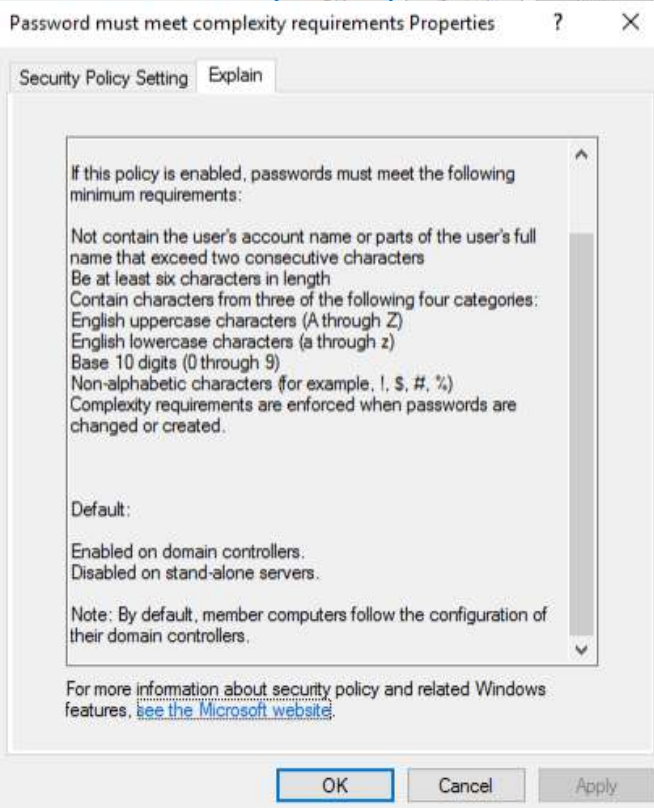 Password must meet complexity requirements Properties ? ×
Security Policy Setting Explain
If this policy is enabled, passwords must meet the following
minimum requirements:
Not contain the user's account name or parts of the user's full
name that exceed two consecutive characters
Be at least six characters in length
Contain characters from three of the following four categories:
English uppercase characters (A through Z)
English lowercase characters (a through z)
Base 10 digits (0 through 9)
Non-alphabetic characters (for example, !, $, #, %)
Complexity requirements are enforced when passwords are
changed or created.
Default:
Enabled on domain controllers.
Disabled on stand-alone servers.
Note: By default, member computers follow the configuration of
their domain controllers.
For more information about security policy and related Windows
features, see the Microsoft website.
OK Cancel Apply